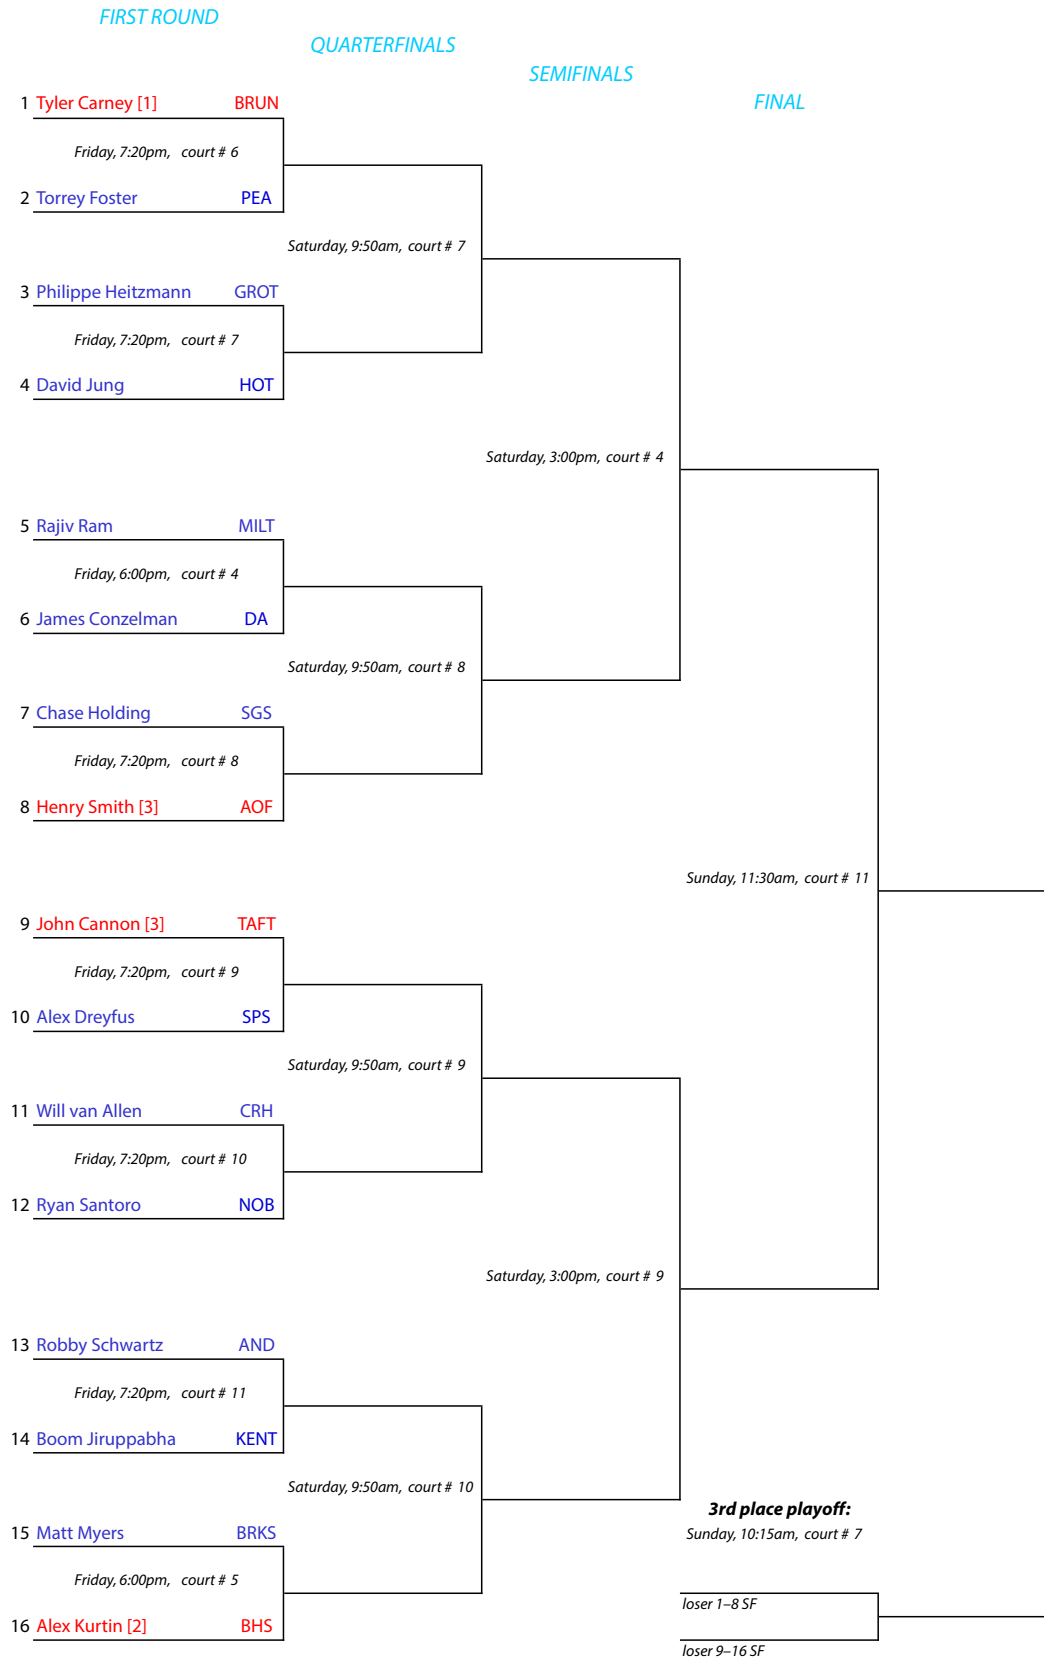 FIRST ROUND
QUARTERFINALS
SEMIFINALS
FINAL
1 Tyler Carney [1] BRUN
Friday, 7:20pm, court # 6
2 Torrey Foster PEA
Saturday, 9:50am, court # 7
3 Philippe Heitzmann GROT
Friday, 7:20pm, court # 7
4 David Jung HOT
Saturday, 3:00pm, court # 4
5 Rajiv Ram MILT
Friday, 6:00pm, court # 4
6 James Conzelman DA
Saturday, 9:50am, court # 8
7 Chase Holding SGS
Friday, 7:20pm, court # 8
8 Henry Smith [3] AOF
Sunday, 11:30am, court # 11
9 John Cannon [3] TAFT
Friday, 7:20pm, court # 9
10 Alex Dreyfus SPS
Saturday, 9:50am, court # 9
11 Will van Allen CRH
Friday, 7:20pm, court # 10
12 Ryan Santoro NOB
Saturday, 3:00pm, court # 9
13 Robby Schwartz AND
Friday, 7:20pm, court # 11
14 Boom Jiruppabha KENT
Saturday, 9:50am, court # 10
3rd place playoff:
15 Matt Myers BRKS
Sunday, 10:15am, court # 7
Friday, 6:00pm, court # 5
loser 1–8 SF
16 Alex Kurtin [2] BHS
loser 9–16 SF